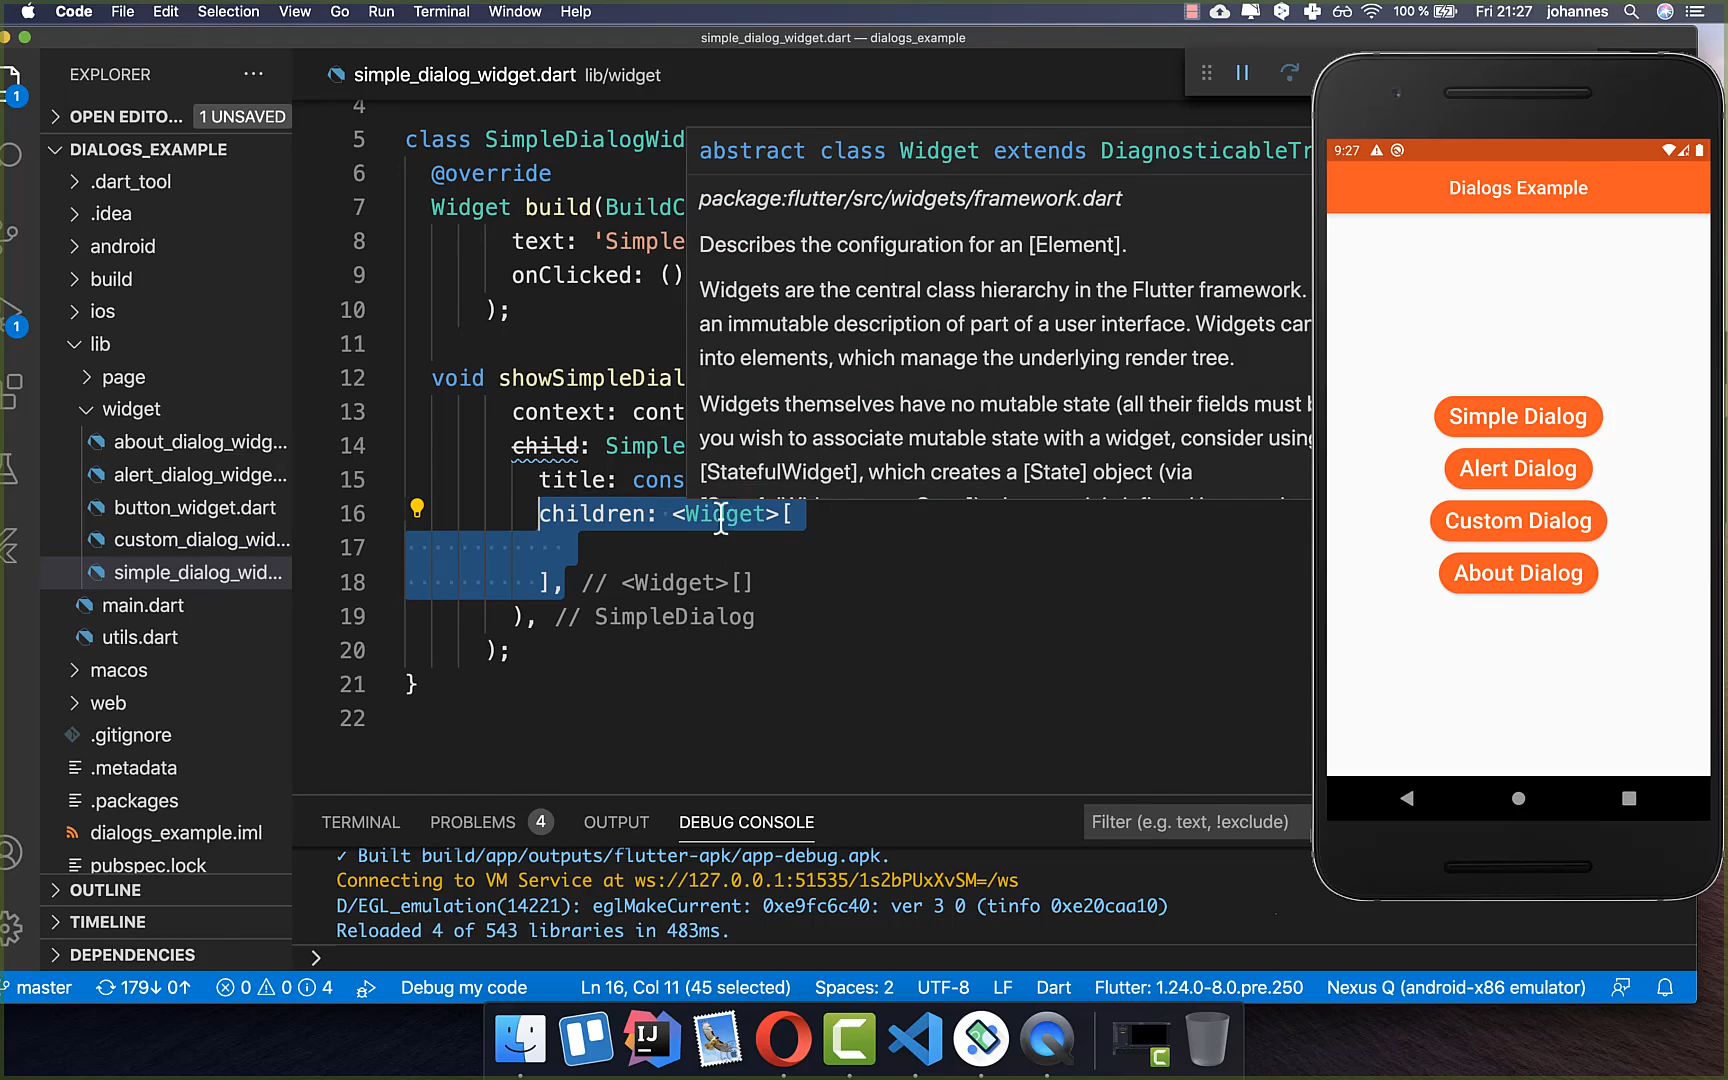 Code File Edit Selection View Go Run Terminal Window Help 100 % Fri 21:27 johannes
simple_dialog_widget.dart — dialogs_example
EXPLORER
1
OPEN EDITO... 1 UNSAVED
DIALOGS_EXAMPLE
.dart_tool
.idea
android
build
ios
1
lib
page
widget
about_dialog_widg...
alert_dialog_widge...
button_widget.dart
custom_dialog_wid...
simple_dialog_wid...
main.dart
utils.dart
macos
web
.gitignore
.metadata
.packages
dialogs_example.iml
pubspec.lock
OUTLINE
TIMELINE
DEPENDENCIES
simple_dialog_widget.dart lib/widget
4
5 class SimpleDialogWid
6 @override
7 Widget build(BuildC
8 text: 'Simple
9 onClicked: ()
10 );
11
12 void showSimpleDial
13 context: cont
14 child: Simple
15 title: cons
16 children: <Widget>[
17
18 ], // <Widget>[]
19 ), // SimpleDialog
20 );
21 }
22
abstract class Widget extends DiagnosticableTr
package:flutter/src/widgets/framework.dart
Describes the configuration for an [Element].
Widgets are the central class hierarchy in the Flutter framework.
an immutable description of part of a user interface. Widgets can
into elements, which manage the underlying render tree.
Widgets themselves have no mutable state (all their fields must b
you wish to associate mutable state with a widget, consider using
[StatefulWidget], which creates a [State] object (via
TERMINAL PROBLEMS 4 OUTPUT DEBUG CONSOLE Filter (e.g. text, !exclude)
✓ Built build/app/outputs/flutter-apk/app-debug.apk.
Connecting to VM Service at ws://127.0.0.1:51535/1s2bPUxXvSM=/ws
D/EGL_emulation(14221): eglMakeCurrent: 0xe9fc6c40: ver 3 0 (tinfo 0xe20caa10)
Reloaded 4 of 543 libraries in 483ms.
master 179↓ 0↑ 0 0 4 Debug my code Ln 16, Col 11 (45 selected) Spaces: 2 UTF-8 LF Dart Flutter: 1.24.0-8.0.pre.250 Nexus Q (android-x86 emulator)
9:27
Dialogs Example
Simple Dialog
Alert Dialog
Custom Dialog
About Dialog
IJ